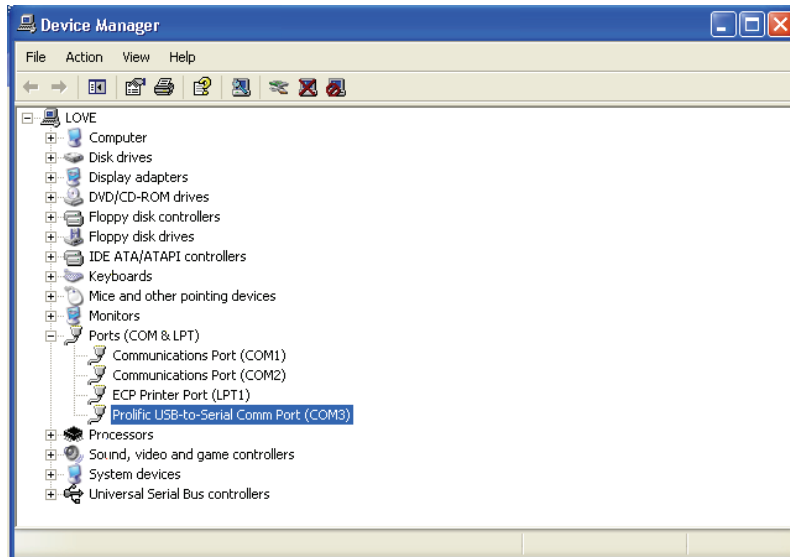 Device Manager
File Action View Help
LOVE
Computer
Disk drives
Display adapters
DVD/CD-ROM drives
Floppy disk controllers
Floppy disk drives
IDE ATA/ATAPI controllers
Keyboards
Mice and other pointing devices
Monitors
Ports (COM & LPT)
Communications Port (COM1)
Communications Port (COM2)
ECP Printer Port (LPT1)
Prolific USB-to-Serial Comm Port (COM3)
Processors
Sound, video and game controllers
System devices
Universal Serial Bus controllers